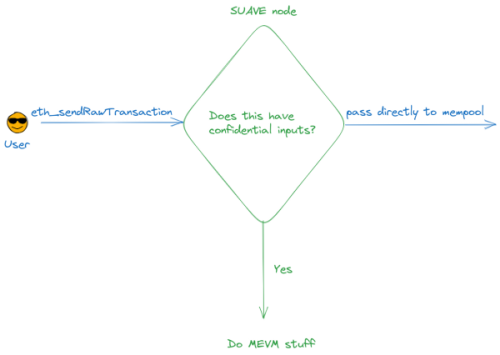 SUAVE node
eth_sendRawTransaction
Does this have
confidential inputs?
pass directly to mempool
User
Yes
Do MEVM stuff